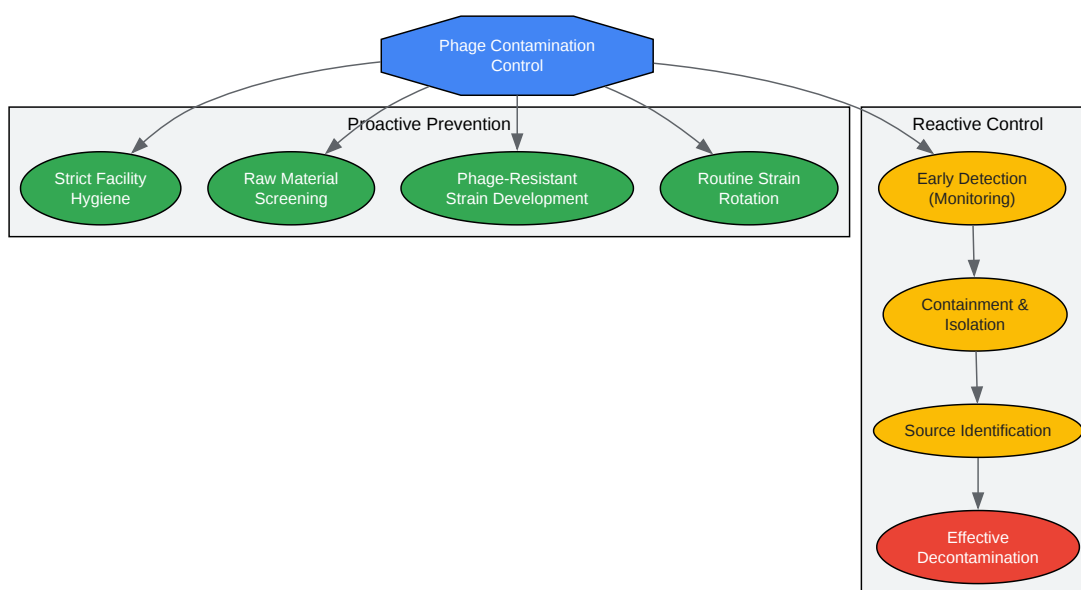 Phage Contamination
Control
Proactive Prevention
Reactive Control
Strict Facility
Hygiene
Raw Material
Screening
Phage-Resistant
Strain Development
Routine Strain
Rotation
Early Detection
(Monitoring)
Containment &
Isolation
Source Identification
Effective
Decontamination